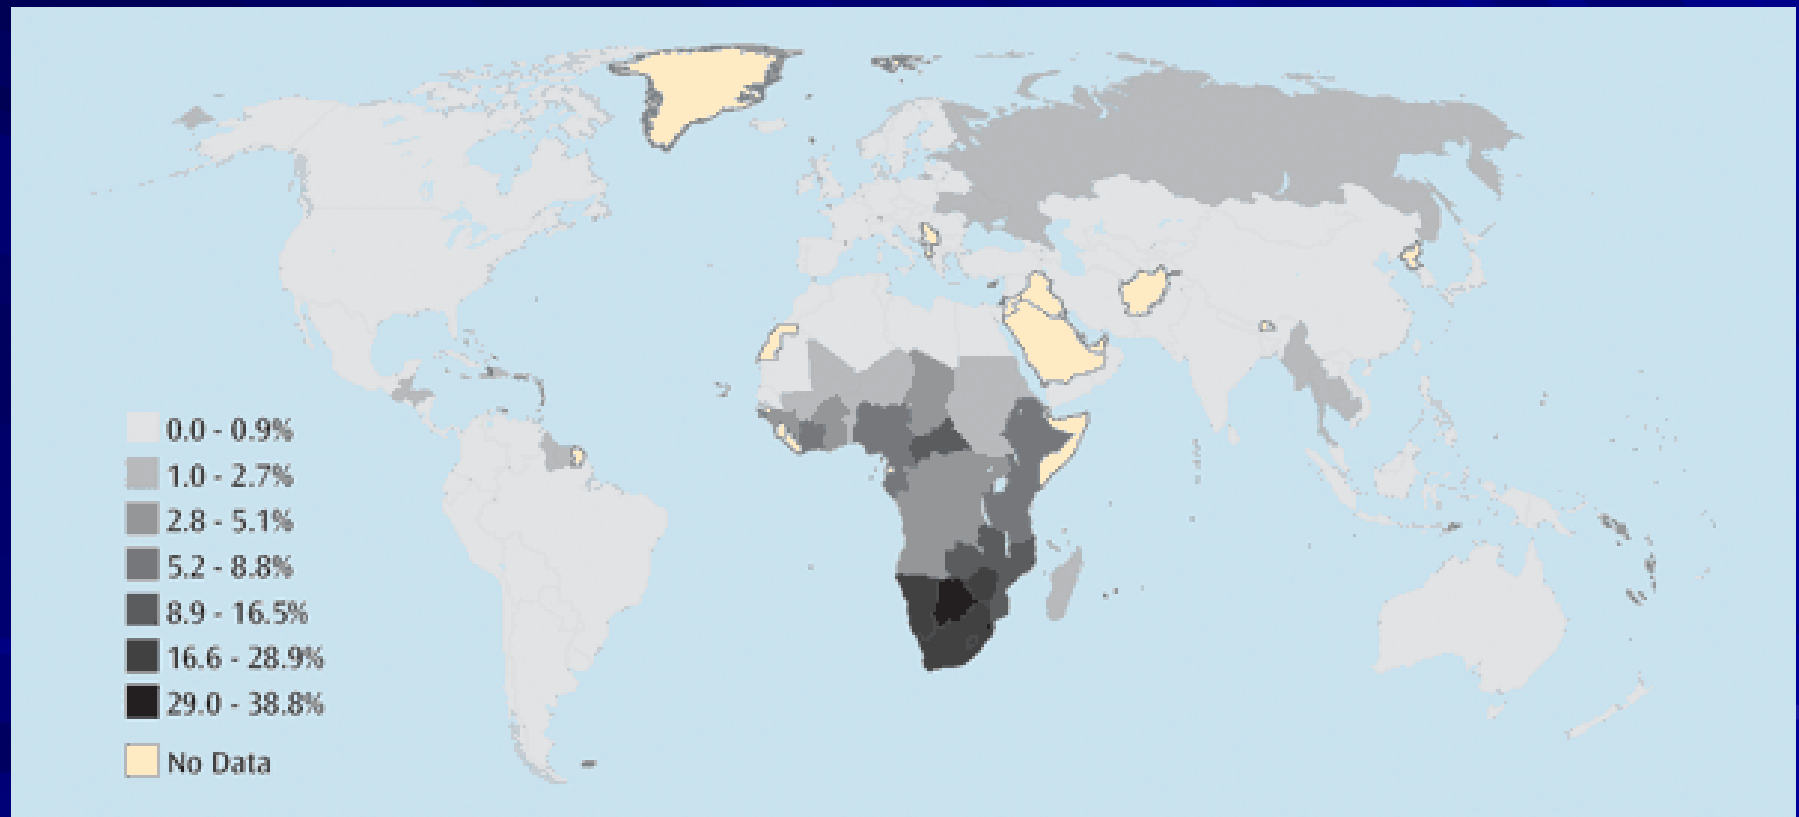 0.0 - 0.9%
1.0 - 2.7%
2.8 - 5.1%
5.2 - 8.8%
8.9 - 16.5%
16.6 - 28.9%
29.0 - 38.8%
No Data